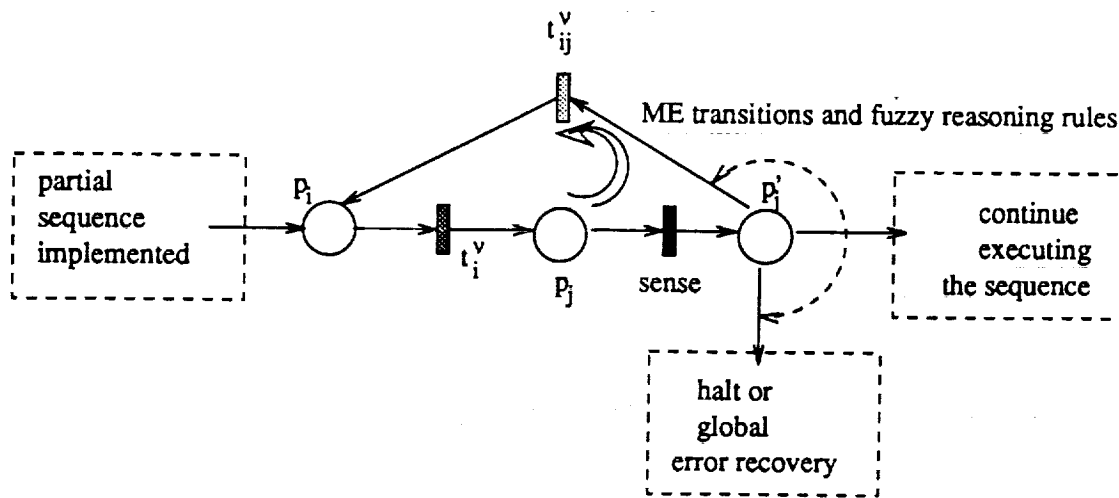 t_ij^ν
ME transitions and fuzzy reasoning rules
partial
sequence
implemented
p_i
t_i^ν
p_j
sense
p_j'
continue
executing
the sequence
halt or
global
error recovery